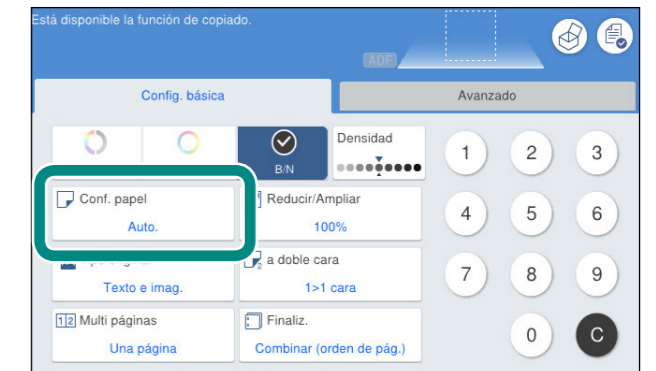 Está disponible la función de copiado.
ADF
Config. básica
Avanzado
B/N
Densidad
1
2
3
Conf. papel
Auto.
Reducir/Ampliar
100%
4
5
6
Texto e imag.
a doble cara
1>1 cara
7
8
9
1 2 Multi páginas
Una página
Finaliz.
Combinar (orden de pág.)
0
C